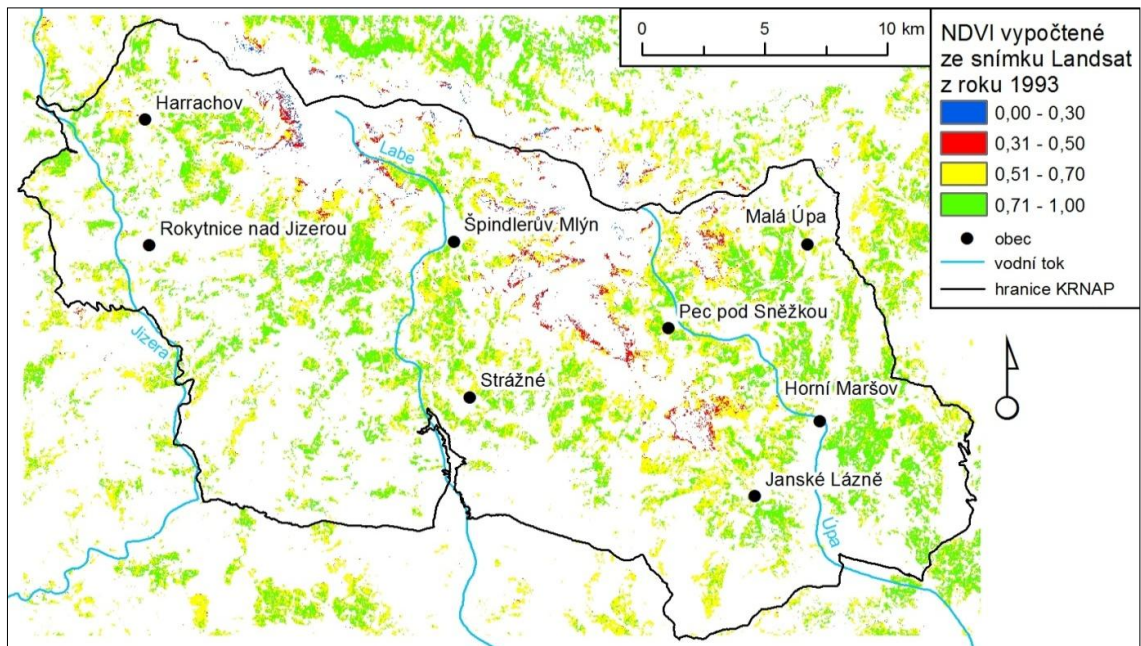 0 5 10 km
NDVI vypočtené
ze snímku Landsat
z roku 1993
0,00 - 0,30
0,31 - 0,50
0,51 - 0,70
0,71 - 1,00
obec
vodní tok
hranice KRNAP
Harrachov
Labe
Rokytnice nad Jizerou
Špindlerův Mlýn
Malá Úpa
Pec pod Sněžkou
Jizera
Strážné
Horní Maršov
Janské Lázně
Úpa